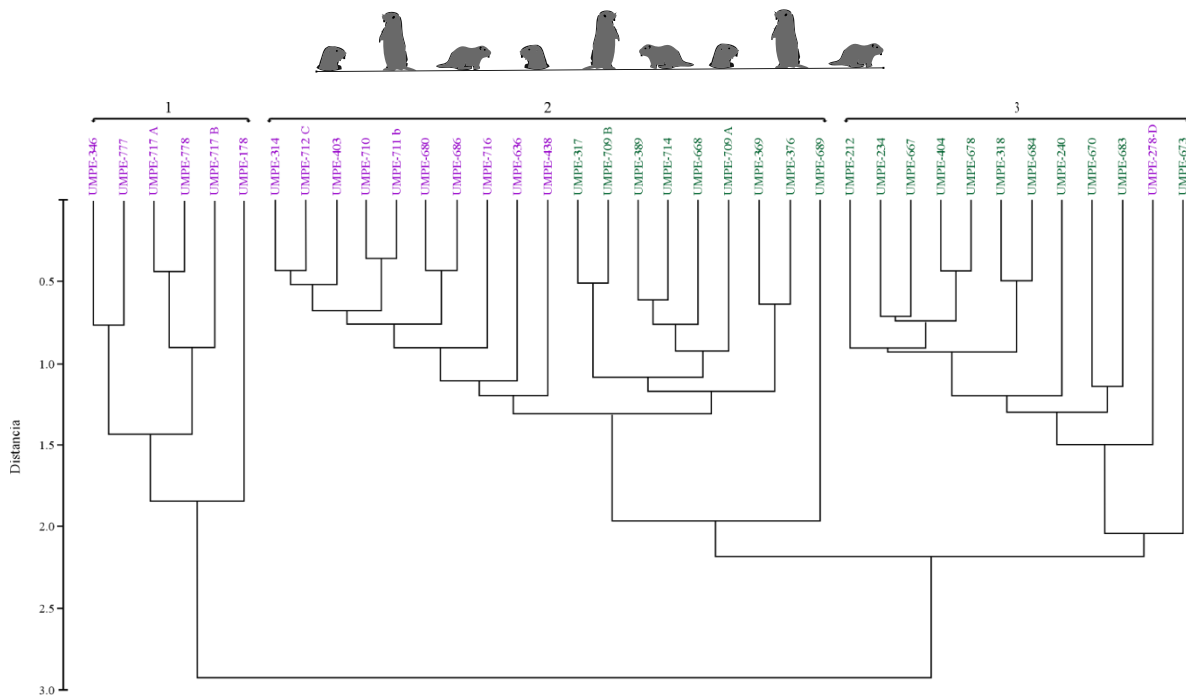 1 2 3
UMPE-346
UMPE-777
UMPE-717 A
UMPE-778
UMPE-717 B
UMPE-178
UMPE-314
UMPE-712 C
UMPE-403
UMPE-710
UMPE-711 b
UMPE-680
UMPE-686
UMPE-716
UMPE-636
UMPE-438
UMPE-317
UMPE-709 B
UMPE-389
UMPE-714
UMPE-668
UMPE-709 A
UMPE-369
UMPE-376
UMPE-689
UMPE-212
UMPE-234
UMPE-667
UMPE-404
UMPE-678
UMPE-318
UMPE-684
UMPE-240
UMPE-670
UMPE-683
UMPE-278-D
UMPE-673
0.5
1.0
1.5
2.0
2.5
3.0
Distancia